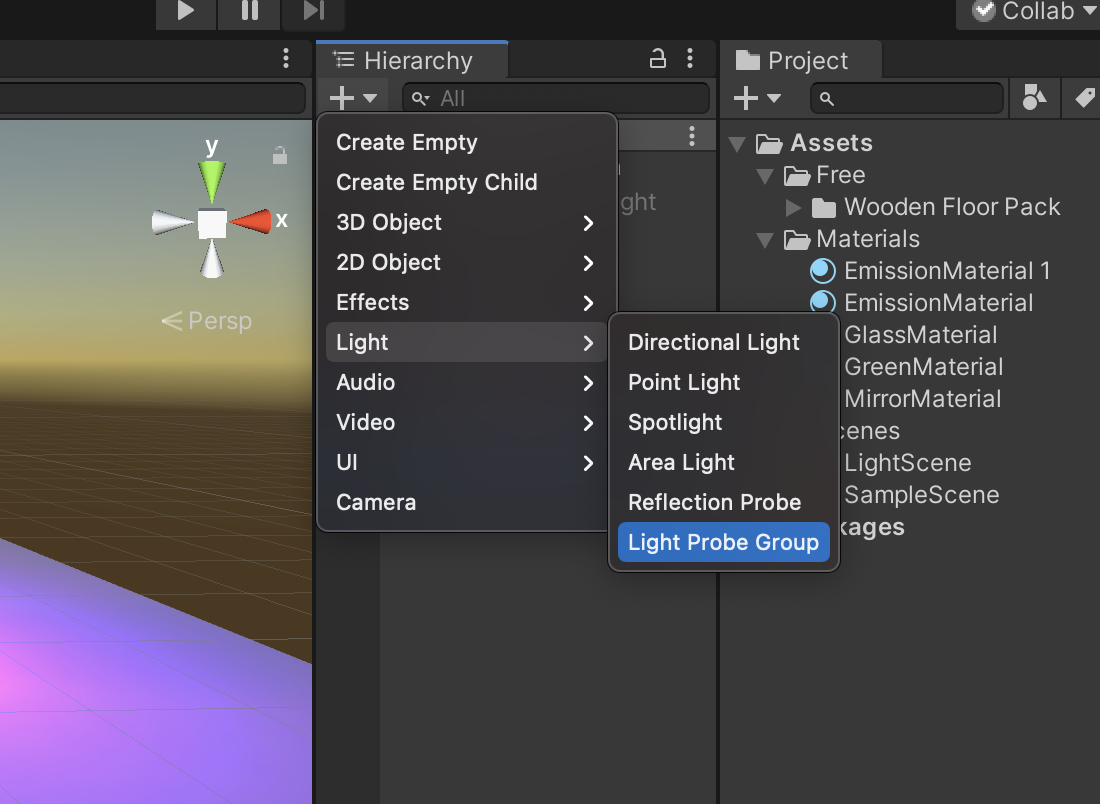 Collab
Hierarchy
Project
All
y
x
Persp
Create Empty
Create Empty Child
3D Object
2D Object
Effects
Light
Audio
Video
UI
Camera
ght
Directional Light
Point Light
Spotlight
Area Light
Reflection Probe
Light Probe Group
Assets
Free
Wooden Floor Pack
Materials
EmissionMaterial 1
EmissionMaterial
GlassMaterial
GreenMaterial
MirrorMaterial
cenes
LightScene
SampleScene
kages